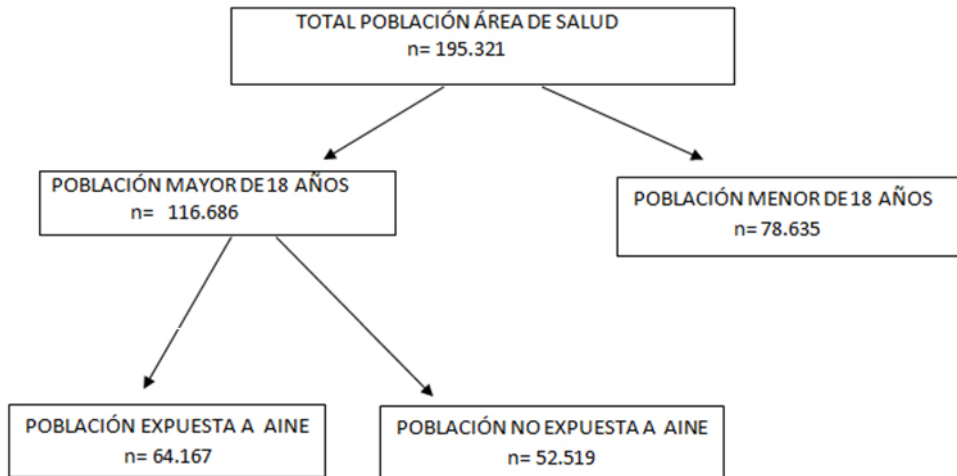 TOTAL POBLACIÓN ÁREA DE SALUD
n= 195.321
POBLACIÓN MAYOR DE 18 AÑOS
n= 116.686
POBLACIÓN MENOR DE 18 AÑOS
n= 78.635
POBLACIÓN EXPUESTA A AINE
n= 64.167
POBLACIÓN NO EXPUESTA A AINE
n= 52.519